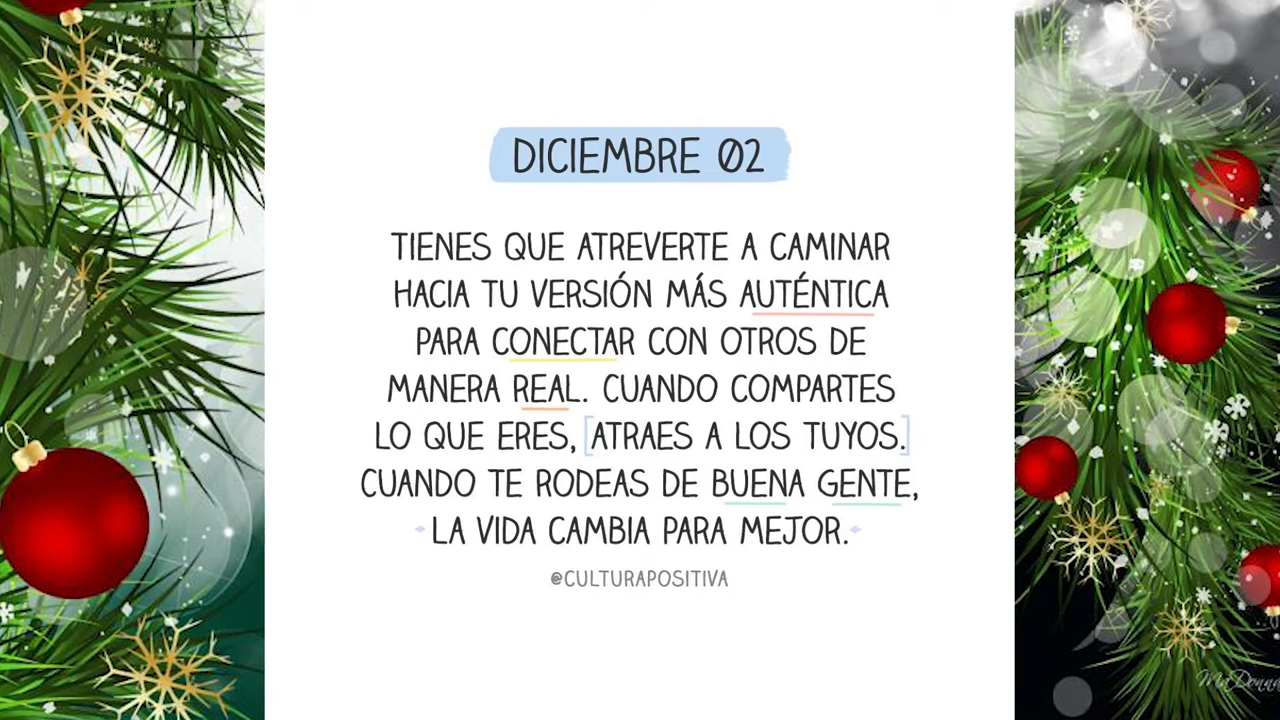 DICIEMBRE 02
TIENES QUE ATREVERTE A CAMINAR
HACIA TU VERSIÓN MÁS AUTÉNTICA
PARA CONECTAR CON OTROS DE
MANERA REAL. CUANDO COMPARTES
LO QUE ERES, [ATRAES A LOS TUYOS.]
CUANDO TE RODEAS DE BUENA GENTE,
LA VIDA CAMBIA PARA MEJOR.
@CULTURAPOSITIVA
MaDonna